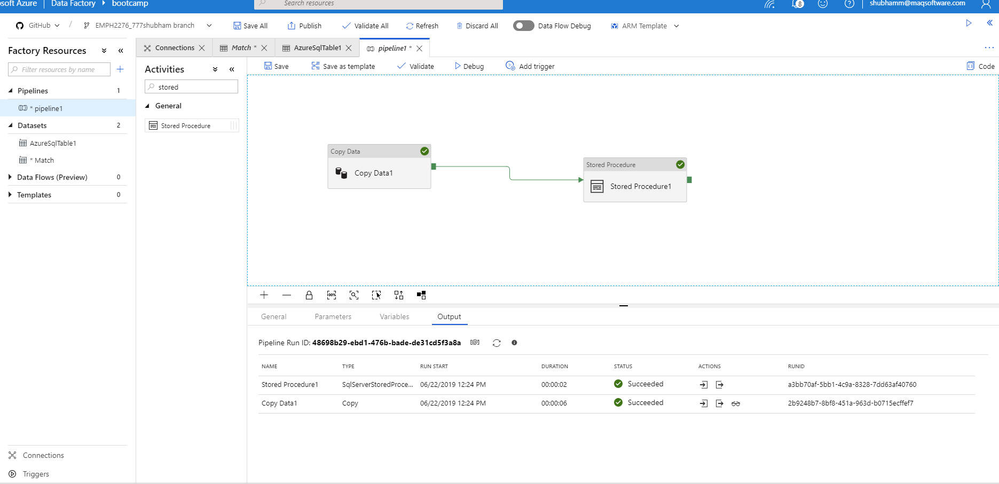 osoft Azure Data Factory bootcamp Search resources 8 shubhamm@maqsoftware.com
GitHub / EMPH2276_777shubham branch Save All Publish Validate All Refresh Discard All Data Flow Debug ARM Template
Factory Resources
Filter resources by name
Pipelines 1
* pipeline1
Datasets 2
AzureSqlTable1
* Match
Data Flows (Preview) 0
Templates 0
Connections
Triggers
Connections Match * AzureSqlTable1 pipeline1 * ...
Activities
stored
General
Stored Procedure
Save Save as template Validate Debug Add trigger Code
Copy Data
Copy Data1
Stored Procedure
Stored Procedure1
General Parameters Variables Output
Pipeline Run ID: 48698b29-ebd1-476b-bade-de31cd5f3a8a [@]
NAME TYPE RUN START DURATION STATUS ACTIONS RUNID
Stored Procedure1 SqlServerStoredProce... 06/22/2019 12:24 PM 00:00:02 Succeeded a3bb70af-5bb1-4c9a-8328-7dd63af40760
Copy Data1 Copy 06/22/2019 12:24 PM 00:00:06 Succeeded 2b9248b7-8bf8-451a-963d-b0715ecffef7